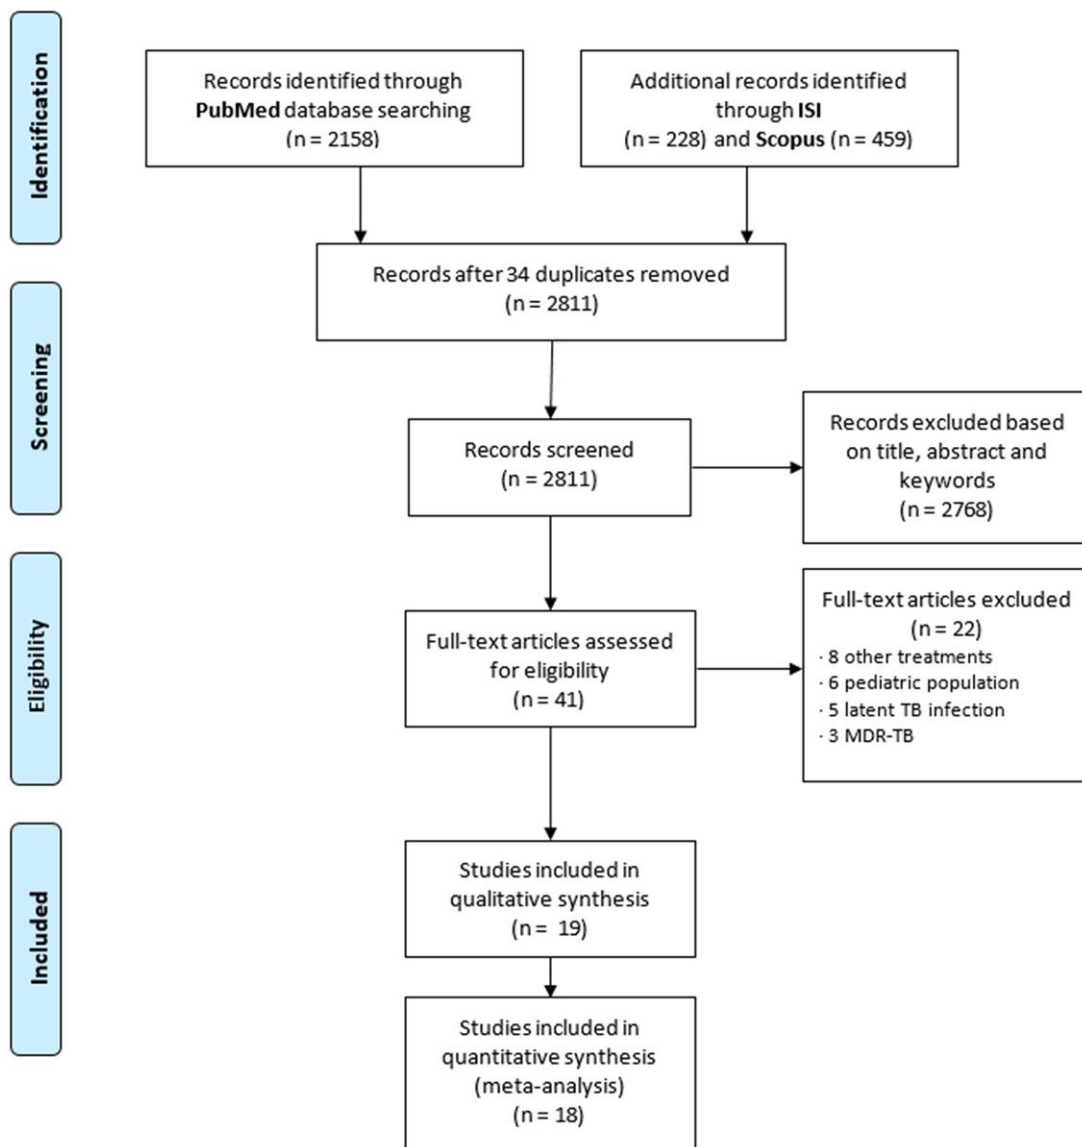 Identification
Records identified through
PubMed database searching
(n = 2158)
Additional records identified
through ISI
(n = 228) and Scopus (n = 459)
Records after 34 duplicates removed
(n = 2811)
Screening
Records screened
(n = 2811)
Records excluded based
on title, abstract and
keywords
(n = 2768)
Eligibility
Full-text articles assessed
for eligibility
(n = 41)
Full-text articles excluded
(n = 22)
· 8 other treatments
· 6 pediatric population
· 5 latent TB infection
· 3 MDR-TB
Included
Studies included in
qualitative synthesis
(n = 19)
Studies included in
quantitative synthesis
(meta-analysis)
(n = 18)